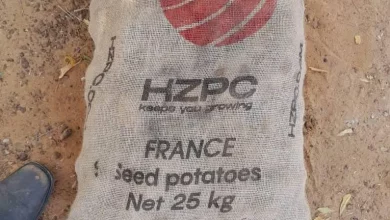 HZPC
keeps you growing
FRANCE
Seed potatoes
Net 25 kg